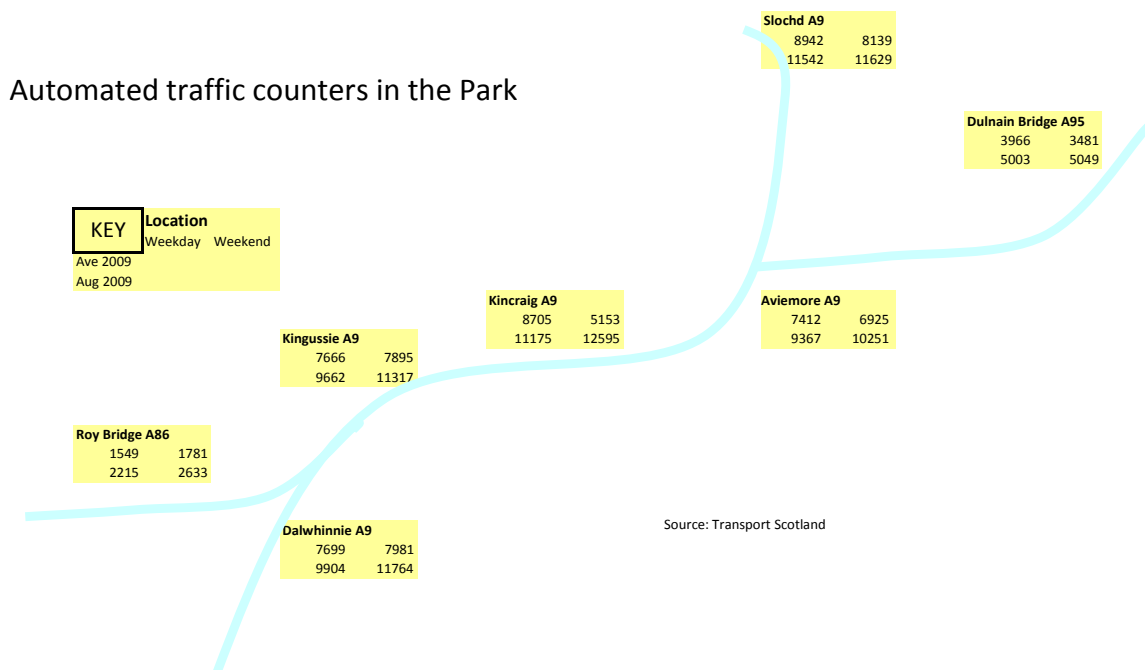 Slochd A9
8942 8139
11542 11629
Automated traffic counters in the Park
Dulnain Bridge A95
3966 3481
5003 5049
KEY Location
Weekday Weekend
Ave 2009
Aug 2009
Kincraig A9
8705 5153
11175 12595
Aviemore A9
7412 6925
9367 10251
Kingussie A9
7666 7895
9662 11317
Roy Bridge A86
1549 1781
2215 2633
Dalwhinnie A9
7699 7981
9904 11764
Source: Transport Scotland